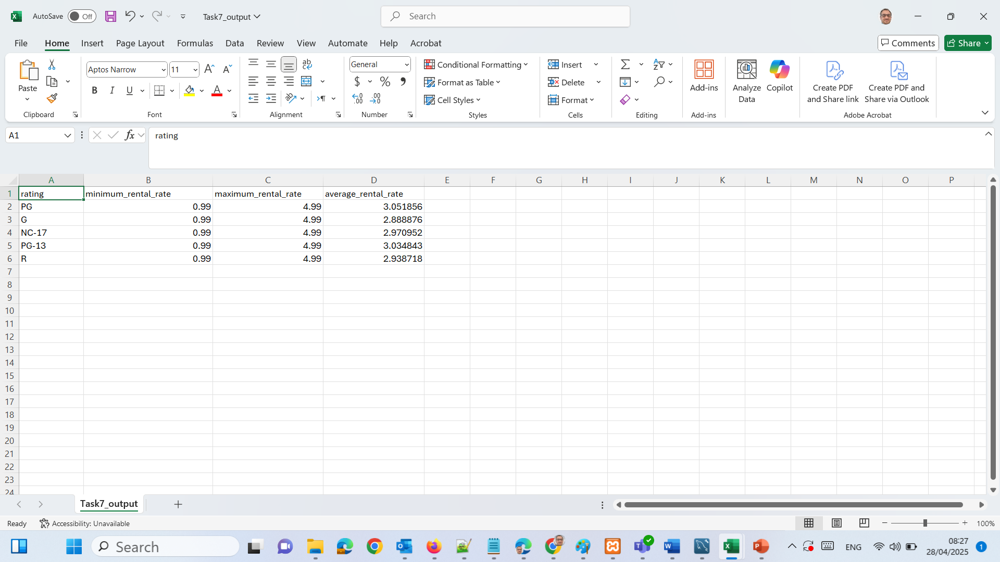 AutoSave Off Task7_output Search
File Home Insert Page Layout Formulas Data Review View Automate Help Acrobat Comments Share
Paste Aptos Narrow 11 General Conditional Formatting Format as Table Cell Styles Insert Delete Format Add-ins Analyze Data Copilot Create PDF and Share link Create PDF and Share via Outlook
Clipboard Font Alignment Number Styles Cells Editing Add-ins Adobe Acrobat
A1 fx rating
A B C D E F G H I J K L M N O P
1 rating minimum_rental_rate maximum_rental_rate average_rental_rate
2 PG 0.99 4.99 3.051856
3 G 0.99 4.99 2.888876
4 NC-17 0.99 4.99 2.970952
5 PG-13 0.99 4.99 3.034843
6 R 0.99 4.99 2.938718
7
8
9
10
11
12
13
14
15
16
17
18
19
20
21
22
23
24
Task7_output
Ready Accessibility: Unavailable 100%
Search ENG 08:27
28/04/2025 1